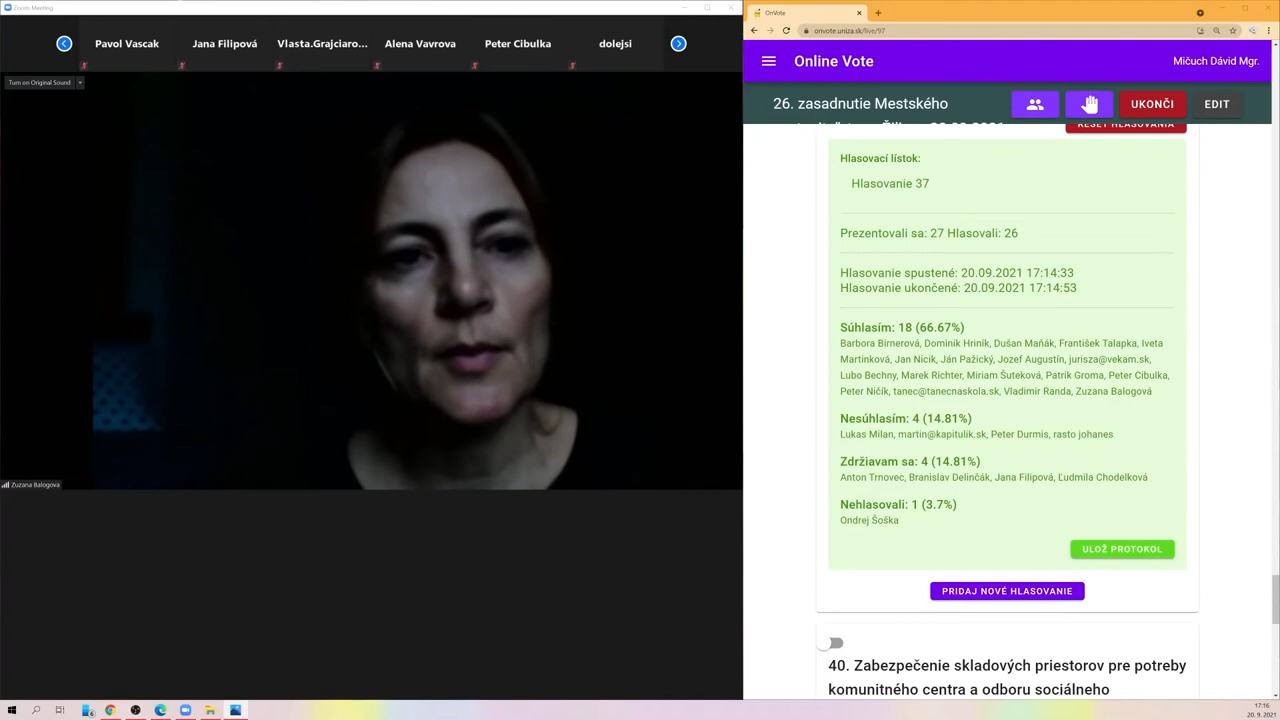 Zoom Meeting
Pavol Vascak
Jana Filipová
Vlasta.Grajciaro...
Alena Vavrova
Peter Cibulka
dolejsi
Turn on Original Sound
Zuzana Balogova
OnVote
onvote.uniza.sk/live/97
Online Vote
Mičuch Dávid Mgr.
26. zasadnutie Mestského
UKONČI
EDIT
RESET HLASOVANIA
Hlasovací lístok:
Hlasovanie 37
Prezentovali sa: 27 Hlasovali: 26
Hlasovanie spustené: 20.09.2021 17:14:33
Hlasovanie ukončené: 20.09.2021 17:14:53
Súhlasím: 18 (66.67%)
Barbora Birnerová, Dominik Hriník, Dušan Maňák, František Talapka, Iveta
Martinková, Jan Nicik, Ján Pažický, Jozef Augustín, jurisza@vekam.sk,
Lubo Bechny, Marek Richter, Miriam Šuteková, Patrik Groma, Peter Cibulka,
Peter Ničík, tanec@tanecnaskola.sk, Vladimir Randa, Zuzana Balogová
Nesúhlasím: 4 (14.81%)
Lukas Milan, martin@kapitulik.sk, Peter Durmis, rasto johanes
Zdržiavam sa: 4 (14.81%)
Anton Trnovec, Branislav Delinčák, Jana Filipová, Ľudmila Chodelková
Nehlasovali: 1 (3.7%)
Ondrej Šoška
ULOŽ PROTOKOL
PRIDAJ NOVÉ HLASOVANIE
40. Zabezpečenie skladových priestorov pre potreby
komunitného centra a odboru sociálneho
17:16
20. 9. 2021